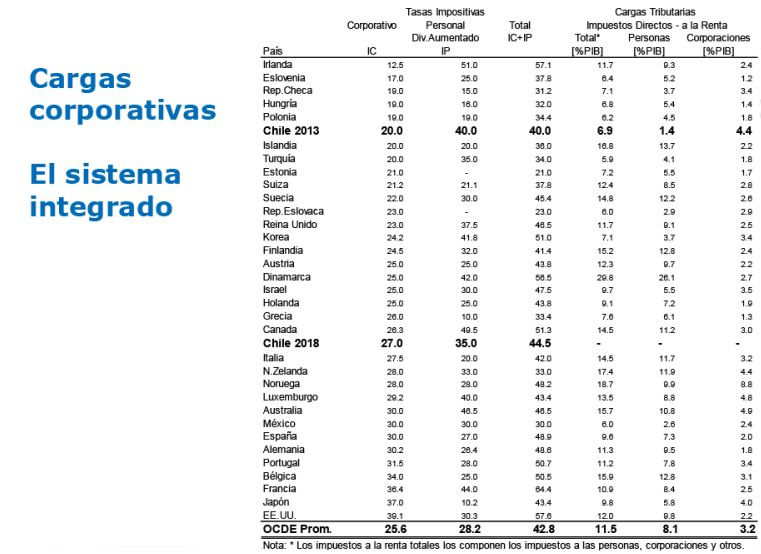 Cargas
corporativas
El sistema
integrado
Tasas Impositivas Cargas Tributarias
Corporativo Personal Total Impuestos Directos - a la Renta
Div.Aumentado IC+IP Total* Personas Corporaciones
País IC IP [%PIB] [%PIB] [%PIB]
Irlanda 12.5 51.0 57.1 11.7 9.3 2.4
Eslovenia 17.0 25.0 37.8 6.4 5.2 1.2
Rep.Checa 19.0 15.0 31.2 7.1 3.7 3.4
Hungría 19.0 16.0 32.0 6.8 5.4 1.4
Polonia 19.0 19.0 34.4 6.2 4.5 1.8
Chile 2013 20.0 40.0 40.0 6.9 1.4 4.4
Islandia 20.0 20.0 36.0 16.8 13.7 2.2
Turquía 20.0 35.0 34.0 5.9 4.1 1.8
Estonia 21.0 - 21.0 7.2 5.5 1.7
Suiza 21.2 21.1 37.8 12.4 8.5 2.8
Suecia 22.0 30.0 45.4 14.8 12.2 2.6
Rep.Eslovaca 23.0 - 23.0 6.0 2.9 2.9
Reina Unido 23.0 37.5 46.5 11.7 9.1 2.5
Korea 24.2 41.8 51.0 7.1 3.7 3.4
Finlandia 24.5 32.0 41.4 15.2 12.8 2.4
Austria 25.0 25.0 43.8 12.3 9.7 2.2
Dinamarca 25.0 42.0 56.5 29.8 26.1 2.7
Israel 25.0 30.0 47.5 9.7 5.5 3.5
Holanda 25.0 25.0 43.8 9.1 7.2 1.9
Grecia 26.0 10.0 33.4 7.6 6.1 1.3
Canada 26.3 49.5 51.3 14.5 11.2 3.0
Chile 2018 27.0 35.0 44.5 - - -
Italia 27.5 20.0 42.0 14.5 11.7 3.2
N.Zelanda 28.0 33.0 33.0 17.4 11.9 4.4
Noruega 28.0 28.0 48.2 18.7 9.9 8.8
Luxemburgo 29.2 40.0 43.4 13.5 8.8 4.8
Australia 30.0 46.5 46.5 15.7 10.8 4.9
México 30.0 30.0 30.0 6.0 2.6 2.4
España 30.0 27.0 48.9 9.6 7.3 2.0
Alemania 30.2 26.4 48.6 11.3 9.5 1.8
Portugal 31.5 28.0 50.7 11.2 7.8 3.4
Bélgica 34.0 25.0 50.5 15.9 12.8 3.1
Francia 36.4 44.0 64.4 10.9 8.4 2.5
Japón 37.0 10.2 43.4 9.8 5.8 4.0
EE.UU. 39.1 30.3 57.6 12.0 9.8 2.2
OCDE Prom. 25.6 28.2 42.8 11.5 8.1 3.2
Nota: * Los impuestos a la renta totales los componen los impuestos a las personas, corporaciones y otros.